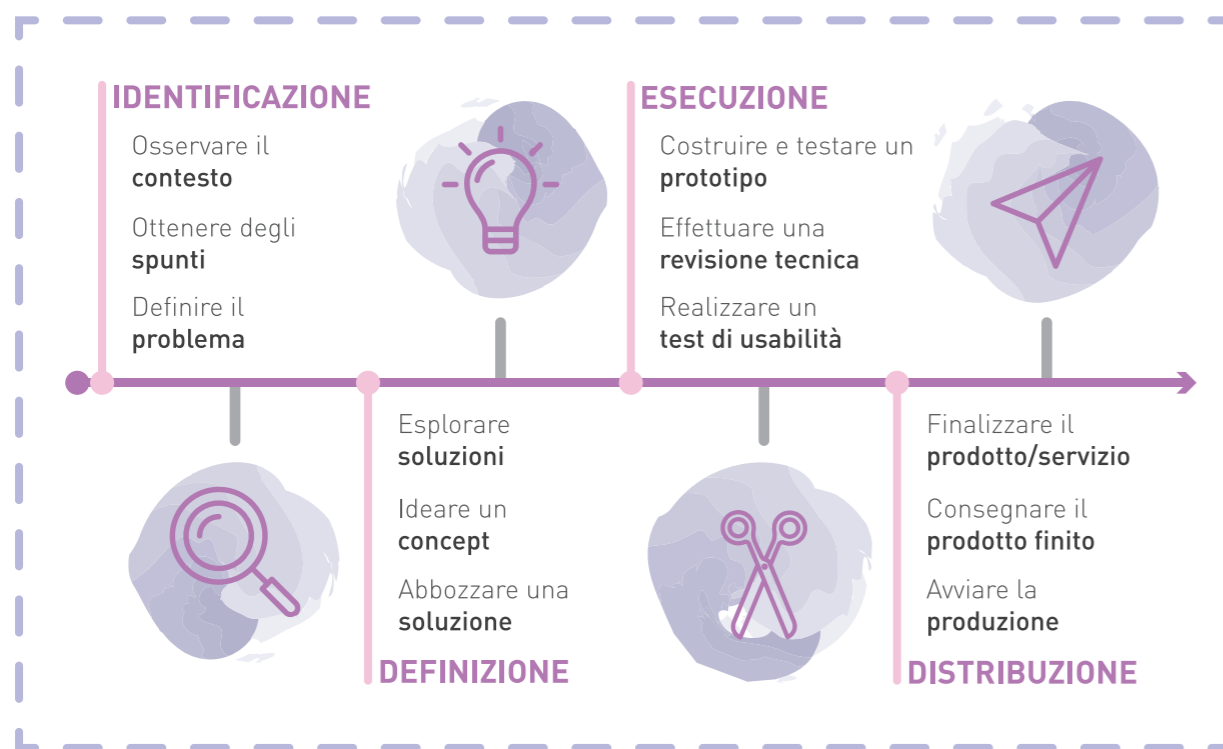 IDENTIFICAZIONE
Osservare il
contesto
Ottenere degli
spunti
Definire il
problema
Esplorare
soluzioni
Ideare un
concept
Abbozzare una
soluzione
DEFINIZIONE
ESECUZIONE
Costruire e testare un
prototipo
Effettuare una
revisione tecnica
Realizzare un
test di usabilità
Finalizzare il
prodotto/servizio
Consegnare il
prodotto finito
Avviare la
produzione
DISTRIBUZIONE